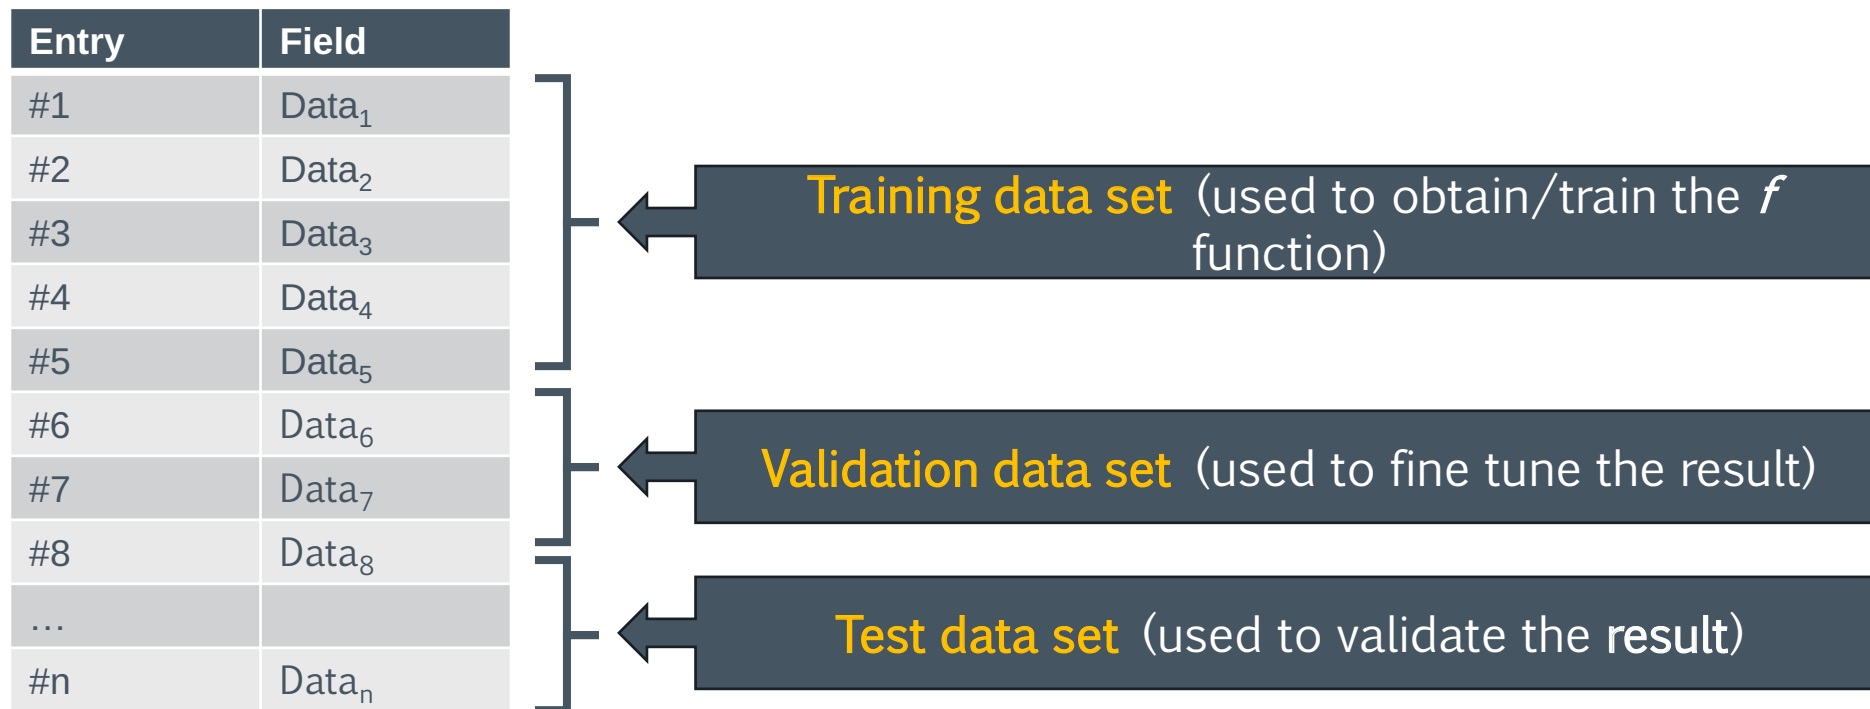 Entry Field
#1 Data₁
#2 Data₂
#3 Data₃
#4 Data₄
#5 Data₅
#6 Data₆
#7 Data₇
#8 Data₈
…
#n Dataₙ
Training data set (used to obtain/train the f
function)
Validation data set (used to fine tune the result)
Test data set (used to validate the result)